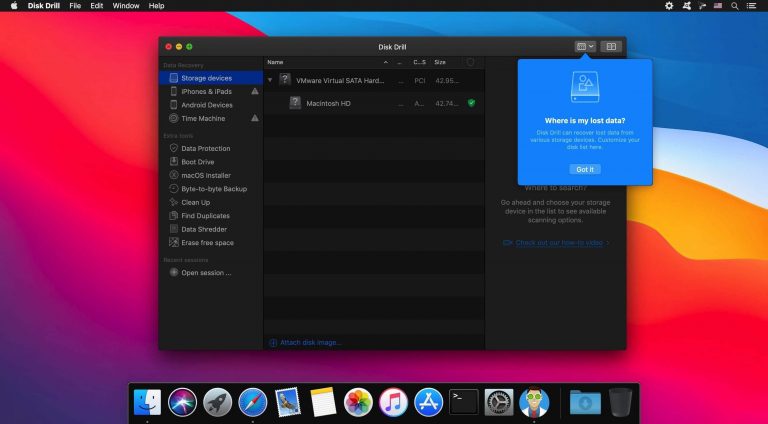 Disk Drill File Edit Window Help
Disk Drill
Data Recovery
Storage devices
iPhones & iPads
Android Devices
Time Machine
Extra tools
Data Protection
Boot Drive
macOS Installer
Byte-to-byte Backup
Clean Up
Find Duplicates
Data Shredder
Erase free space
Recent sessions
Open session ...
Name ... C...S Size
VMware Virtual SATA Hard... ... PCI 42.95...
Macintosh HD ... A... 42.74...
Attach disk image...
Where is my lost data?
Disk Drill can recover lost data from
various storage devices. Customize your
disk list here.
Got it
Where to search?
Go ahead and choose your storage
device in the list to see available
scanning options.
Check out our how-to video >
>_